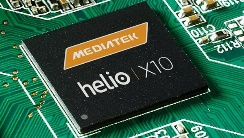 MEDIATEK
helio | X10